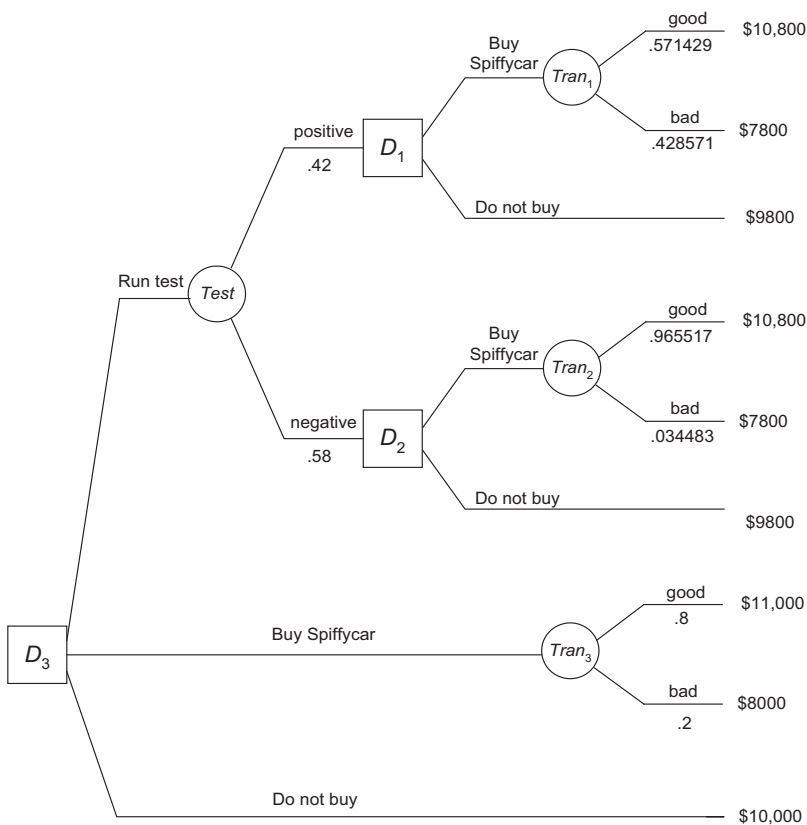 good
$10,800
.571429
Buy
Spiffycar
Tran1
bad
$7800
.428571
positive
.42
D1
Do not buy
$9800
Run test
Test
good
$10,800
.965517
Buy
Spiffycar
Tran2
bad
$7800
.034483
negative
.58
D2
Do not buy
$9800
good
$11,000
.8
Buy Spiffycar
Tran3
D3
bad
$8000
.2
Do not buy
$10,000